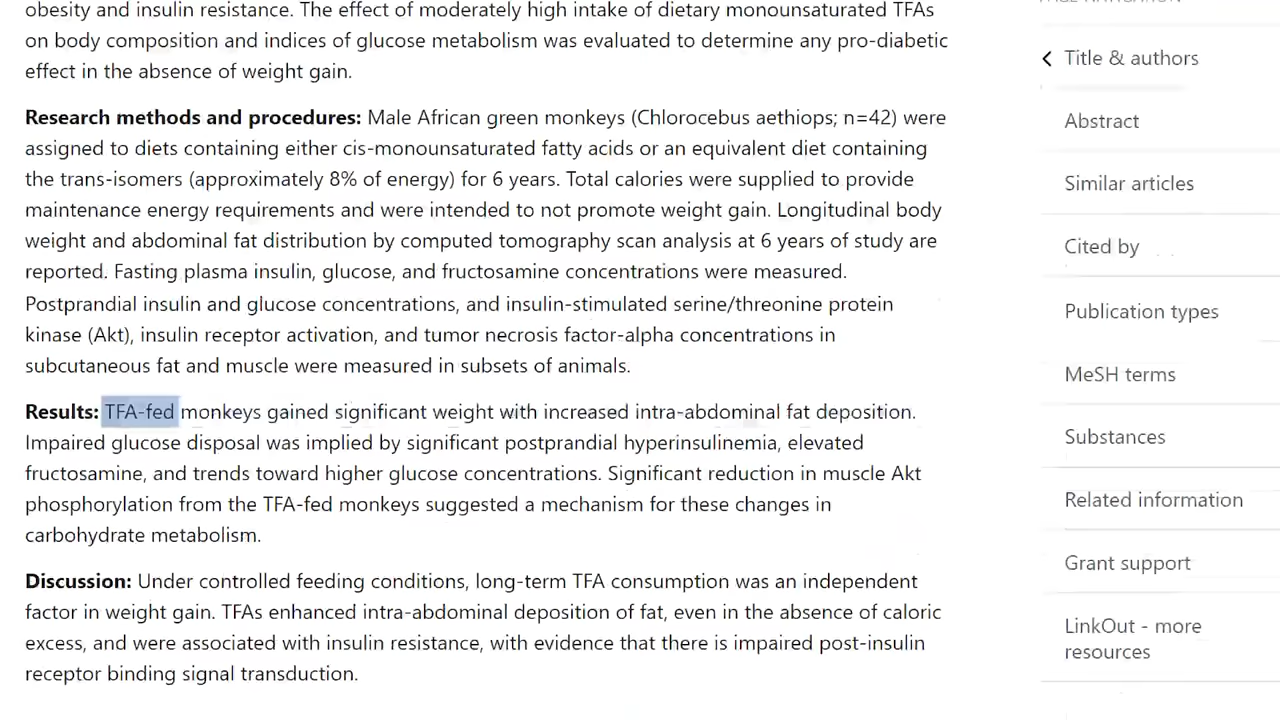 obesity and insulin resistance. The effect of moderately high intake of dietary monounsaturated TFAs
on body composition and indices of glucose metabolism was evaluated to determine any pro-diabetic
effect in the absence of weight gain.
Research methods and procedures: Male African green monkeys (Chlorocebus aethiops; n=42) were
assigned to diets containing either cis-monounsaturated fatty acids or an equivalent diet containing
the trans-isomers (approximately 8% of energy) for 6 years. Total calories were supplied to provide
maintenance energy requirements and were intended to not promote weight gain. Longitudinal body
weight and abdominal fat distribution by computed tomography scan analysis at 6 years of study are
reported. Fasting plasma insulin, glucose, and fructosamine concentrations were measured.
Postprandial insulin and glucose concentrations, and insulin-stimulated serine/threonine protein
kinase (Akt), insulin receptor activation, and tumor necrosis factor-alpha concentrations in
subcutaneous fat and muscle were measured in subsets of animals.
Results: TFA-fed monkeys gained significant weight with increased intra-abdominal fat deposition.
Impaired glucose disposal was implied by significant postprandial hyperinsulinemia, elevated
fructosamine, and trends toward higher glucose concentrations. Significant reduction in muscle Akt
phosphorylation from the TFA-fed monkeys suggested a mechanism for these changes in
carbohydrate metabolism.
Discussion: Under controlled feeding conditions, long-term TFA consumption was an independent
factor in weight gain. TFAs enhanced intra-abdominal deposition of fat, even in the absence of caloric
excess, and were associated with insulin resistance, with evidence that there is impaired post-insulin
receptor binding signal transduction.
Title & authors
Abstract
Similar articles
Cited by
Publication types
MeSH terms
Substances
Related information
Grant support
LinkOut - more
resources